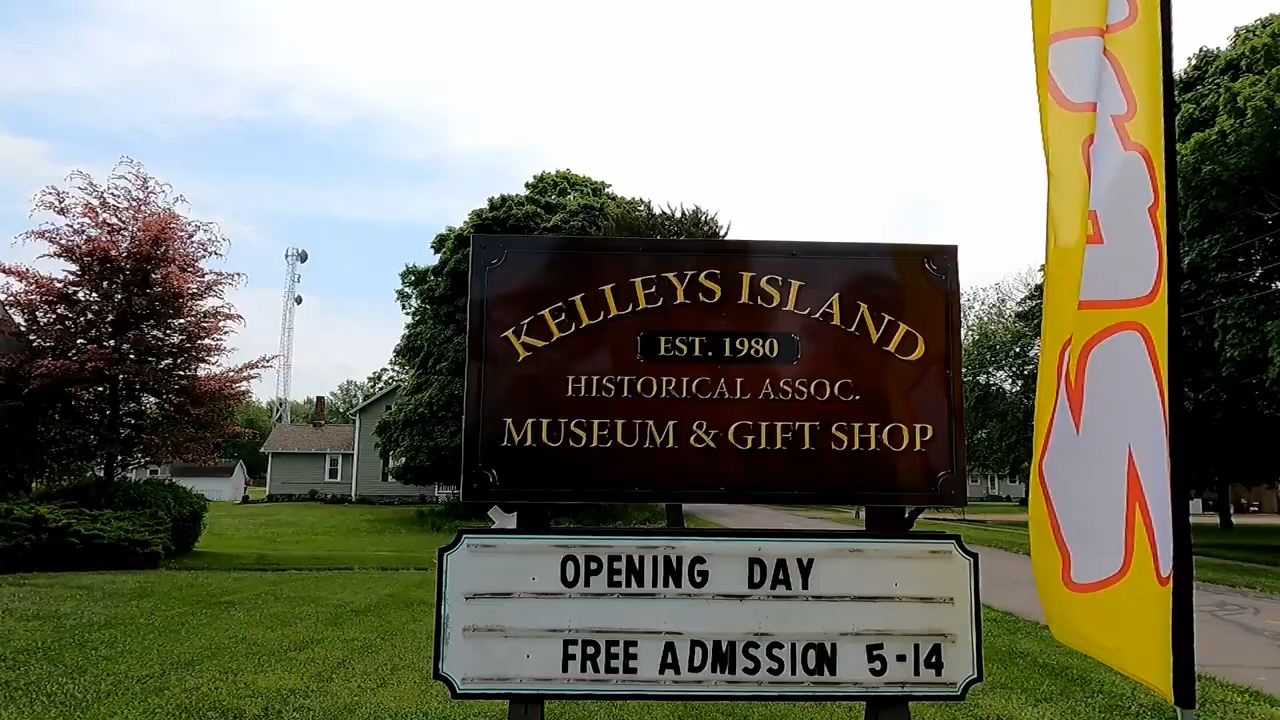 KELLEYS ISLAND
EST. 1980
HISTORICAL ASSOC.
MUSEUM & GIFT SHOP
OPENING DAY
FREE ADMSSION 5-14